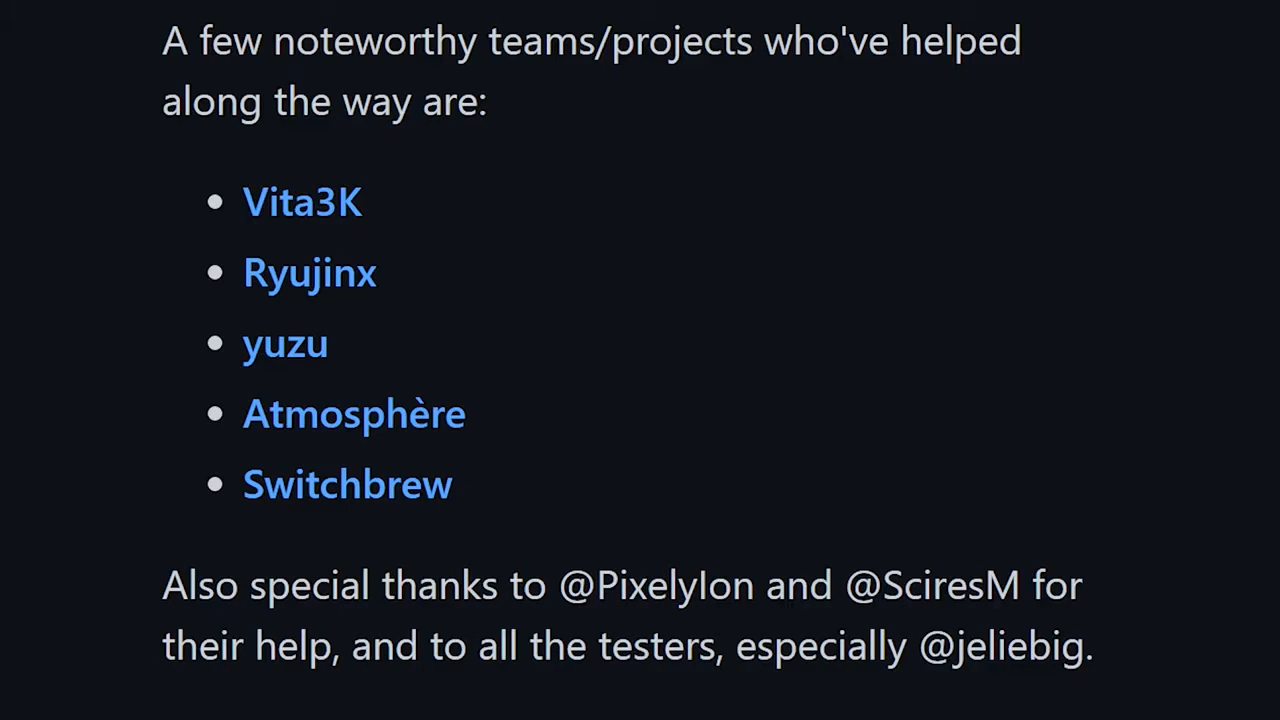 A few noteworthy teams/projects who've helped
along the way are:
Vita3K
Ryujinx
yuzu
Atmosphère
Switchbrew
Also special thanks to @PixelyIon and @SciresM for
their help, and to all the testers, especially @jeliebig.